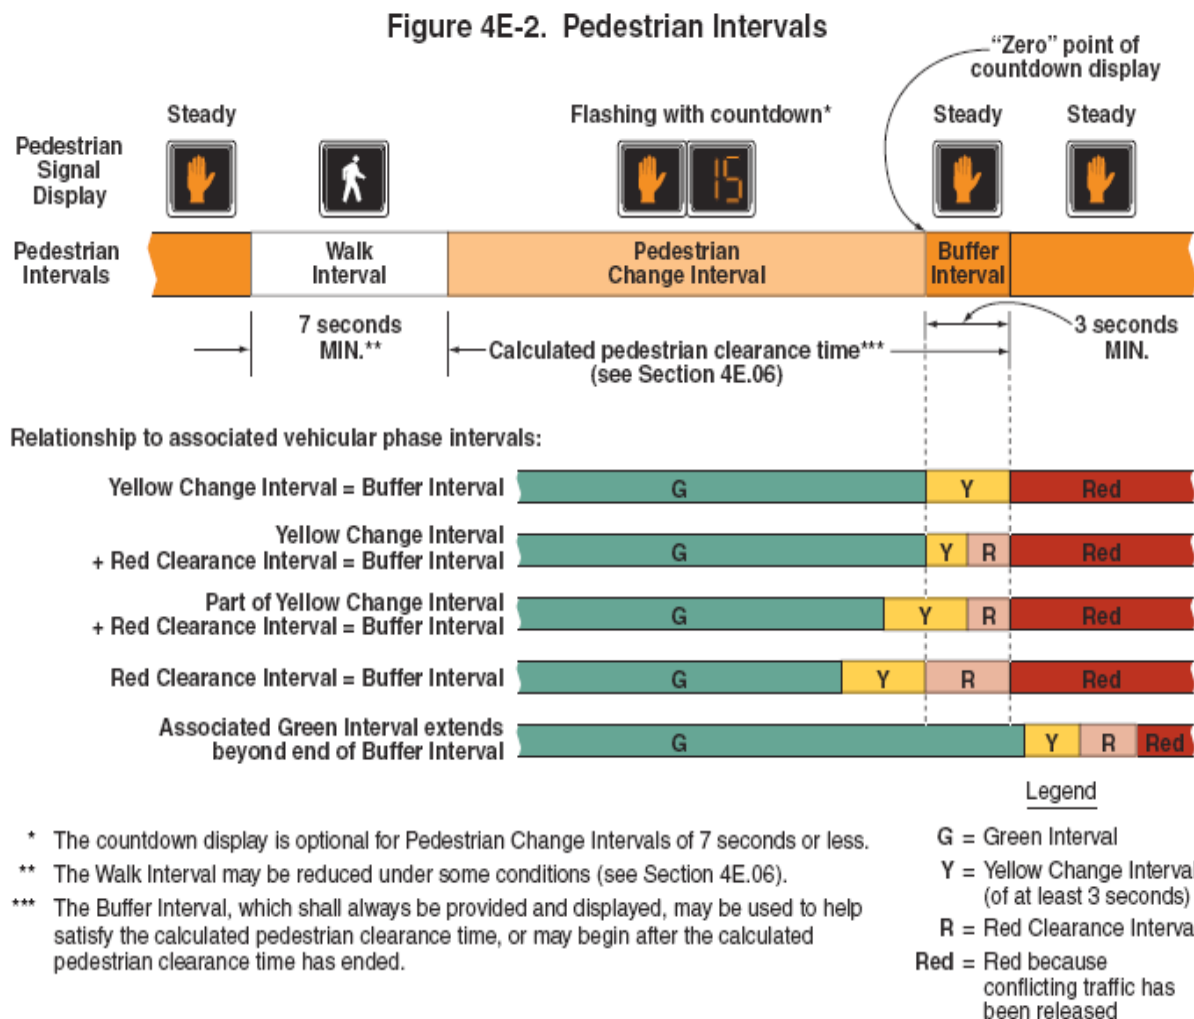 Figure 4E-2. Pedestrian Intervals
“Zero” point of
countdown display
Steady
Flashing with countdown*
Steady
Steady
Pedestrian
Signal
Display
15
Pedestrian
Intervals
Walk
Interval
Pedestrian
Change Interval
Buffer
Interval
7 seconds
MIN.**
Calculated pedestrian clearance time***
(see Section 4E.06)
3 seconds
MIN.
Relationship to associated vehicular phase intervals:
Yellow Change Interval = Buffer Interval
G Y Red
Yellow Change Interval
+ Red Clearance Interval = Buffer Interval
G Y R Red
Part of Yellow Change Interval
+ Red Clearance Interval = Buffer Interval
G Y R Red
Red Clearance Interval = Buffer Interval
G Y R Red
Associated Green Interval extends
beyond end of Buffer Interval
G Y R Red
* The countdown display is optional for Pedestrian Change Intervals of 7 seconds or less.
** The Walk Interval may be reduced under some conditions (see Section 4E.06).
*** The Buffer Interval, which shall always be provided and displayed, may be used to help
satisfy the calculated pedestrian clearance time, or may begin after the calculated
pedestrian clearance time has ended.
Legend
G = Green Interval
Y = Yellow Change Interval
(of at least 3 seconds)
R = Red Clearance Interval
Red = Red because
conflicting traffic has
been released